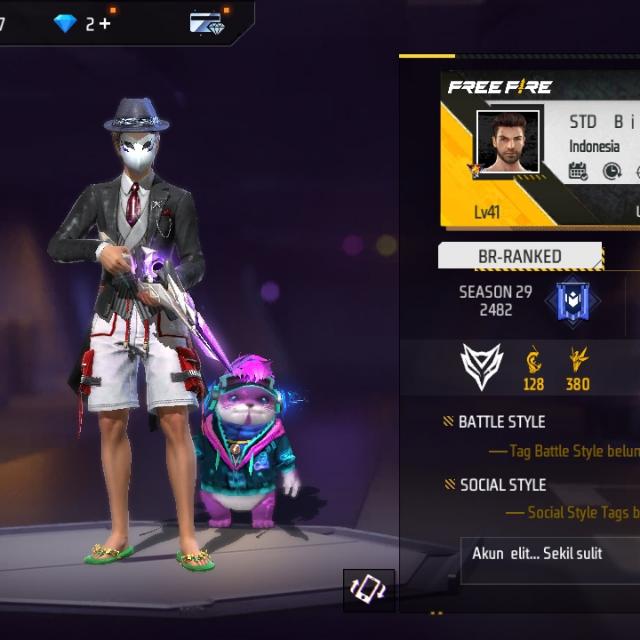 7
2+
FREE FIRE
STD B i
Indonesia
Lv41
BR-RANKED
SEASON 29
2482
128 380
BATTLE STYLE
Tag Battle Style belum
SOCIAL STYLE
Social Style Tags b
Akun elit... Sekil sulit